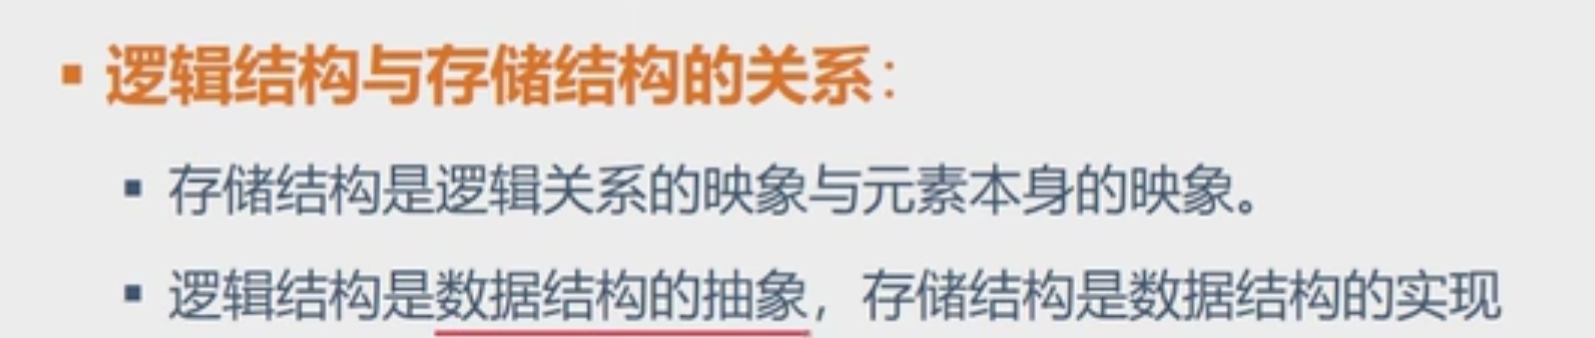 ▪ 逻辑结构与存储结构的关系：
▪ 存储结构是逻辑关系的映象与元素本身的映象。
▪ 逻辑结构是数据结构的抽象，存储结构是数据结构的实现